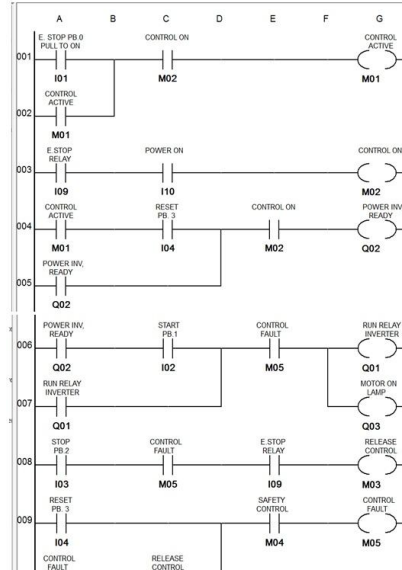 A B C D E F G
E. STOP PB.0 CONTROL ON CONTROL
PULL TO ON ACTIVE
001
I01 M02 M01
CONTROL
ACTIVE
002
M01
E.STOP POWER ON CONTROL ON
RELAY
003
I09 I10 M02
CONTROL RESET CONTROL ON POWER INV
ACTIVE PB. 3 READY
004
M01 I04 M02 Q02
POWER INV,
READY
005
Q02
POWER INV, START CONTROL RUN RELAY
READY PB.1 FAULT INVERTER
006
Q02 I02 M05 Q01
RUN RELAY MOTOR ON
INVERTER LAMP
007
Q01 Q03
STOP CONTROL E.STOP RELEASE
PB.2 FAULT RELAY CONTROL
008
I03 M05 I09 M03
RESET SAFETY CONTROL
PB. 3 CONTROL FAULT
009
I04 M04 M05
CONTROL RELEASE
FAULT CONTROL